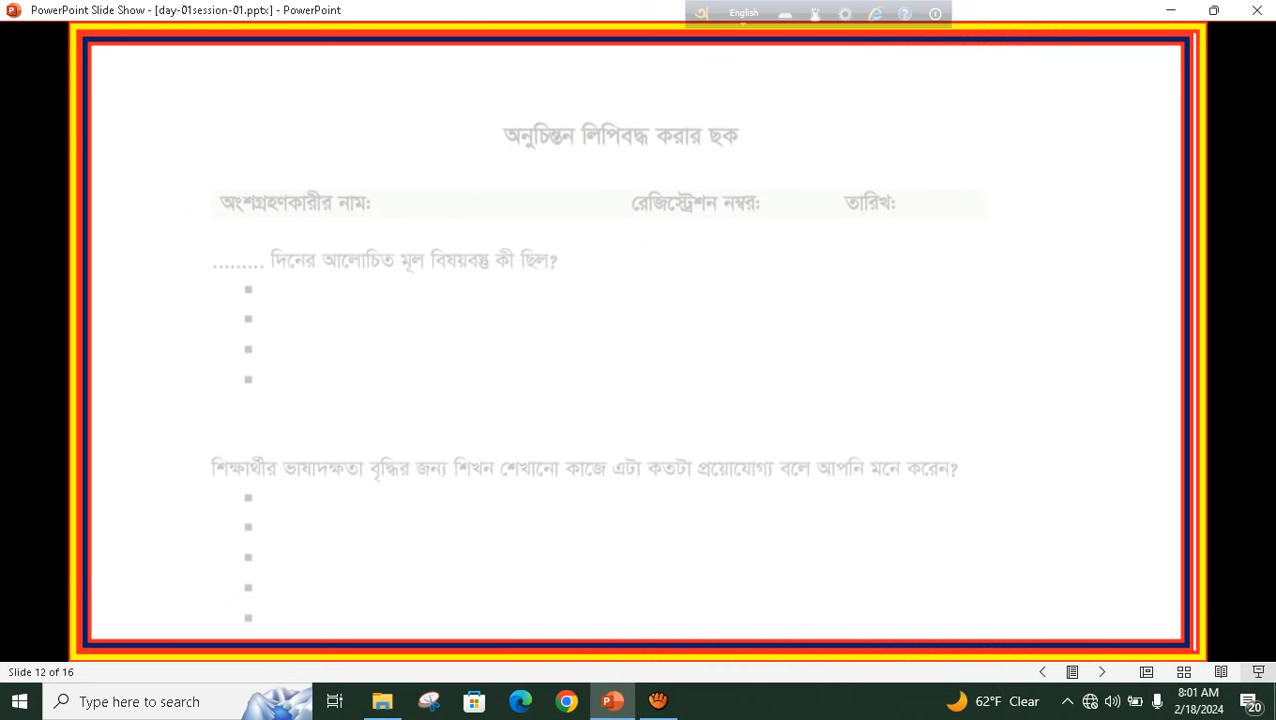 PowerPoint Slide Show - [day-01session-01.pptx] - PowerPoint
English
অনুচিন্তন লিপিবদ্ধ করার ছক
অংশগ্রহণকারীর নাম: রেজিস্ট্রেশন নম্বর: তারিখ:
......... দিনের আলোচিত মূল বিষয়বস্তু কী ছিল?
শিক্ষার্থীর ভাষাদক্ষতা বৃদ্ধির জন্য শিখন শেখানো কাজে এটা কতটা প্রয়োযোগ্য বলে আপনি মনে করেন?
Slide 12 of 16
Type here to search
62°F Clear
8:01 AM
2/18/2024
20